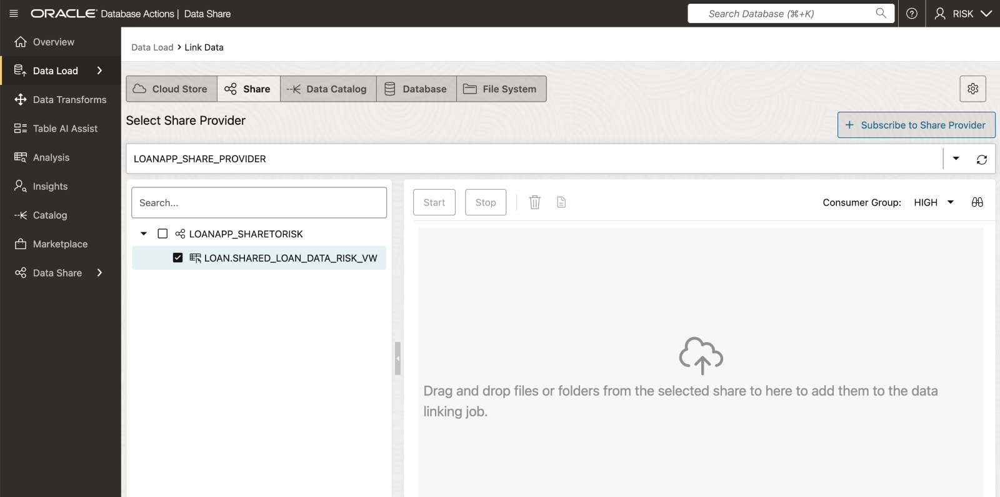 ORACLE Database Actions | Data Share
Search Database (⌘+K)
RISK
Overview
Data Load
Data Transforms
Table AI Assist
Analysis
Insights
Catalog
Marketplace
Data Share
Data Load > Link Data
Cloud Store
Share
Data Catalog
Database
File System
Select Share Provider
+ Subscribe to Share Provider
LOANAPP_SHARE_PROVIDER
Search...
LOANAPP_SHARETORISK
LOAN.SHARED_LOAN_DATA_RISK_VW
Start
Stop
Consumer Group: HIGH
Drag and drop files or folders from the selected share to here to add them to the data
linking job.